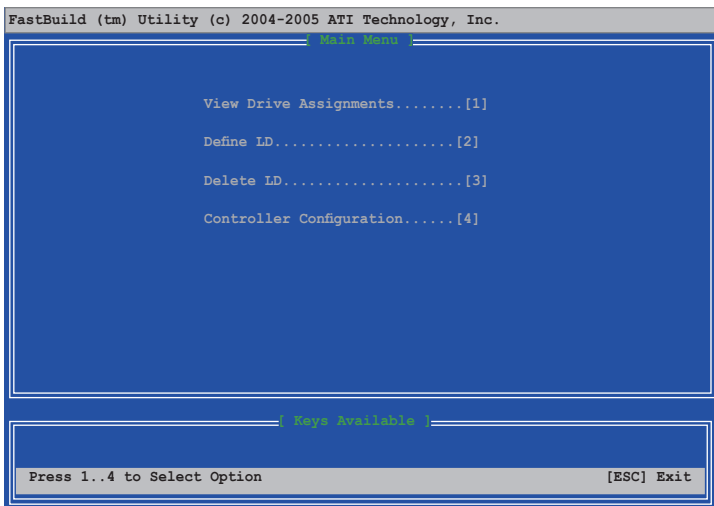 FastBuild (tm) Utility (c) 2004-2005 ATI Technology, Inc.
[ Main Menu ]
View Drive Assignments........[1]
Define LD.....................[2]
Delete LD.....................[3]
Controller Configuration......[4]
[ Keys Available ]
Press 1..4 to Select Option [ESC] Exit